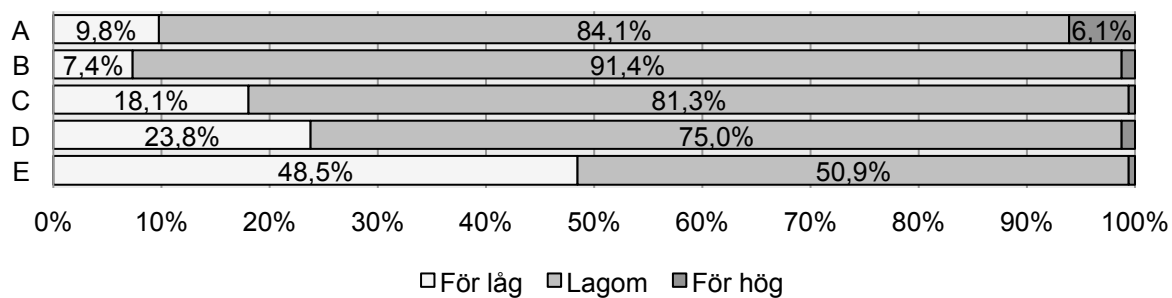 A 9,8% 84,1% 6,1%
B 7,4% 91,4%
C 18,1% 81,3%
D 23,8% 75,0%
E 48,5% 50,9%
0% 10% 20% 30% 40% 50% 60% 70% 80% 90% 100%
För låg Lagom För hög